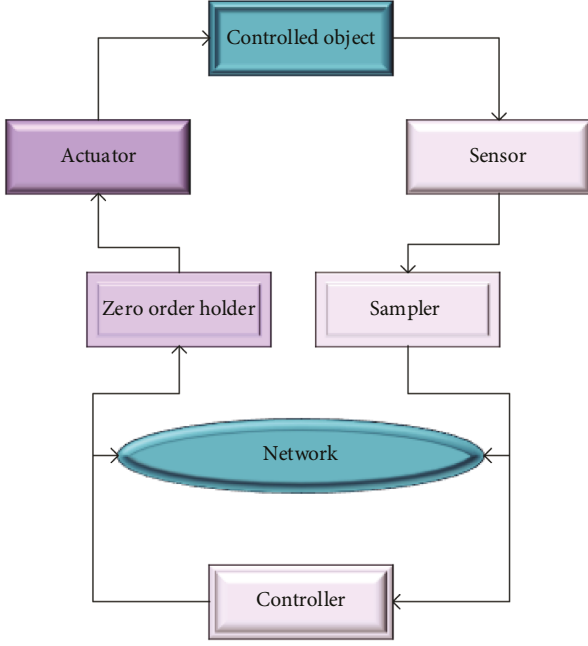 Controlled object
Actuator
Sensor
Zero order holder
Sampler
Network
Controller